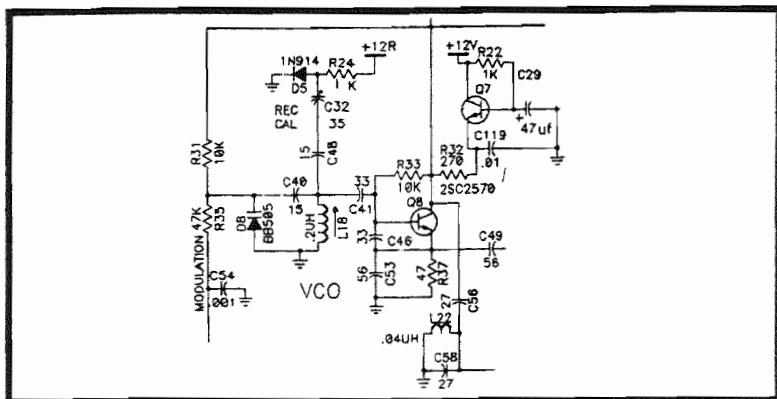 +12R
+12V
1N914
R24
1 K
D5
R22
1K
C29
Q7
47uf
+
REC
CAL
C32
35
R31
10K
15
C48
R32
270
C119
.01
2SC2570
R33
10K
C40
15
33
C41
Q8
47K
R35
MODULATION
D8
BB505
.2UH
L18
33
C46
C49
56
C54
.001
VCO
56
C53
47
R37
27
C56
L22
.04UH
C58
27